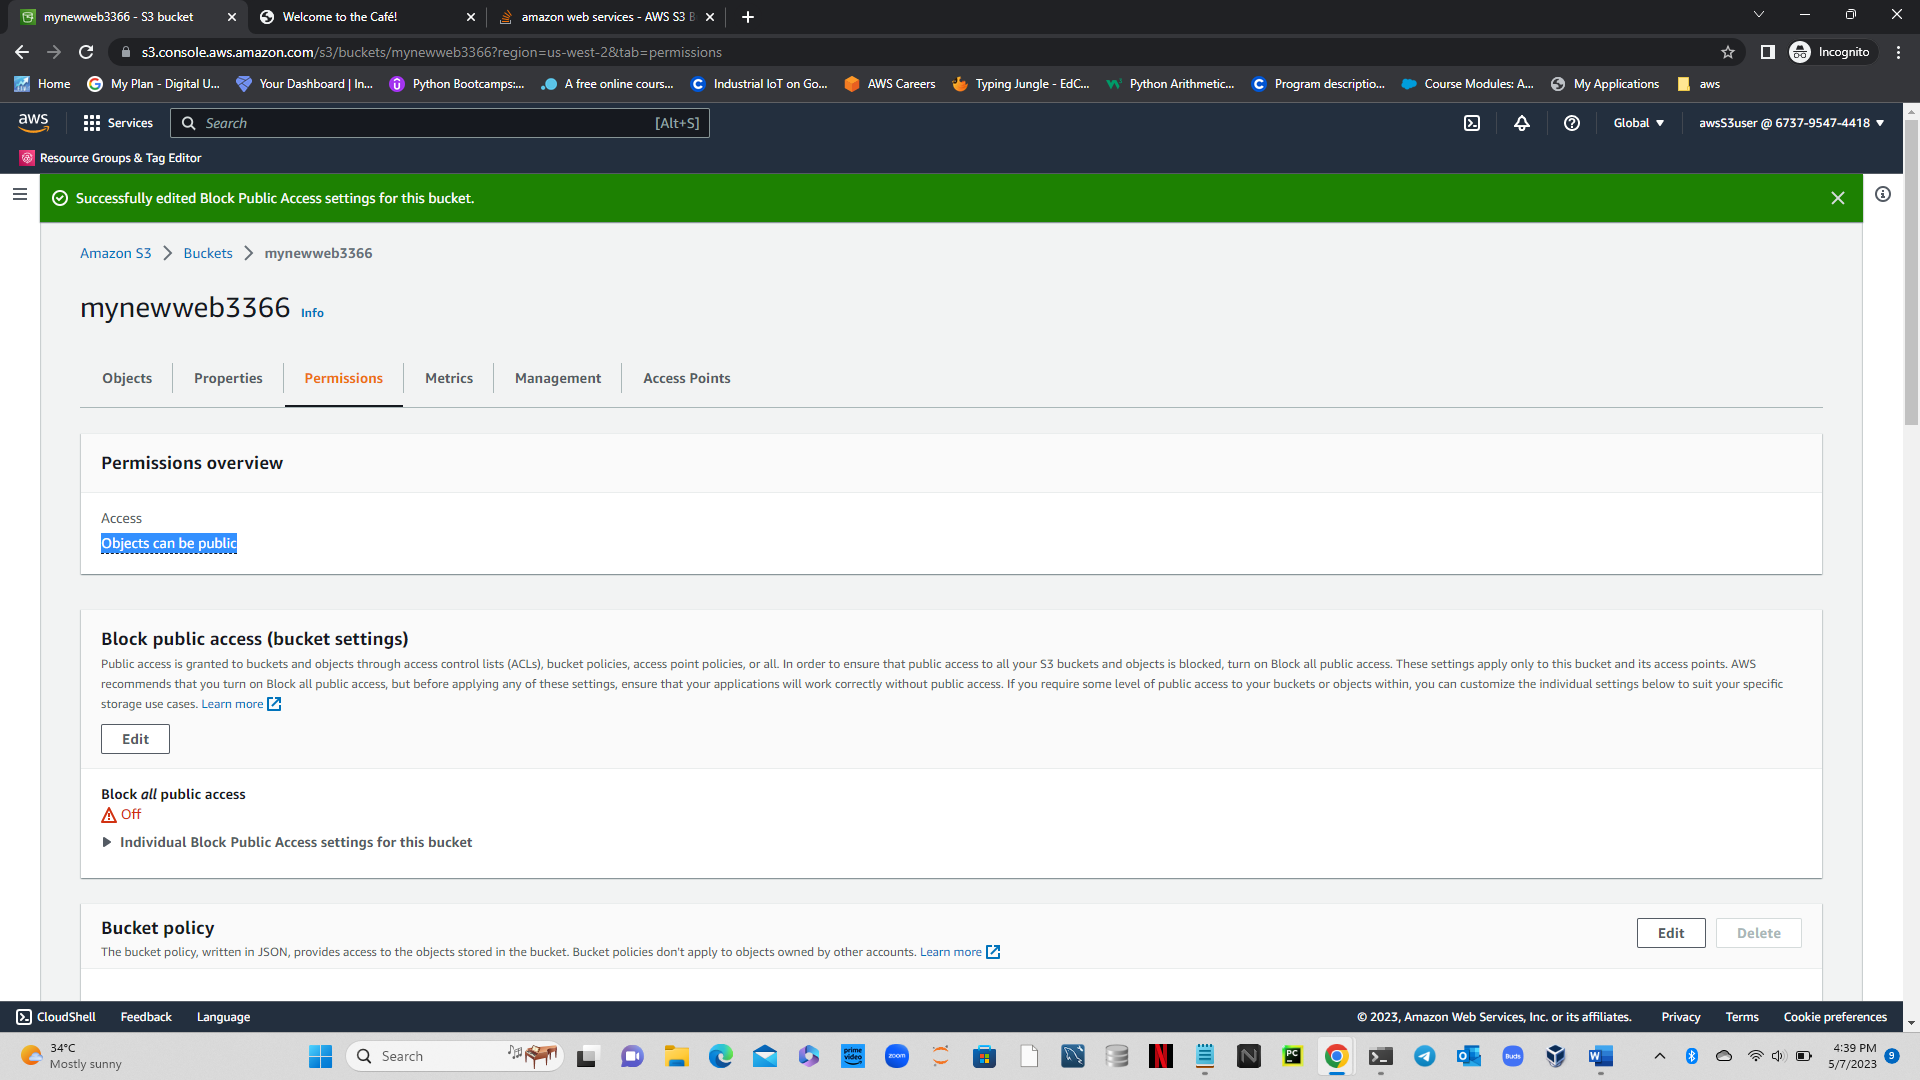 mynewweb3366 - S3 bucket
Welcome to the Café!
amazon web services - AWS S3 B
s3.console.aws.amazon.com/s3/buckets/mynewweb3366?region=us-west-2&tab=permissions
Incognito
Home
My Plan - Digital U...
Your Dashboard | In...
Python Bootcamps:...
A free online cours...
Industrial IoT on Go...
AWS Careers
Typing Jungle - EdC...
Python Arithmetic...
Program descriptio...
Course Modules: A...
My Applications
aws
aws
Services
Search
[Alt+S]
Global
awsS3user @ 6737-9547-4418
Resource Groups & Tag Editor
Successfully edited Block Public Access settings for this bucket.
Amazon S3
Buckets
mynewweb3366
mynewweb3366 Info
Objects
Properties
Permissions
Metrics
Management
Access Points
Permissions overview
Access
Objects can be public
Block public access (bucket settings)
Public access is granted to buckets and objects through access control lists (ACLs), bucket policies, access point policies, or all. In order to ensure that public access to all your S3 buckets and objects is blocked, turn on Block all public access. These settings apply only to this bucket and its access points. AWS
recommends that you turn on Block all public access, but before applying any of these settings, ensure that your applications will work correctly without public access. If you require some level of public access to your buckets or objects within, you can customize the individual settings below to suit your specific
storage use cases. Learn more
Edit
Block all public access
Off
Individual Block Public Access settings for this bucket
Bucket policy
The bucket policy, written in JSON, provides access to the objects stored in the bucket. Bucket policies don't apply to objects owned by other accounts. Learn more
Edit
Delete
CloudShell
Feedback
Language
© 2023, Amazon Web Services, Inc. or its affiliates.
Privacy
Terms
Cookie preferences
34°C
Mostly sunny
Search
prime video
zoom
PC
Buds
4:39 PM
5/7/2023
9